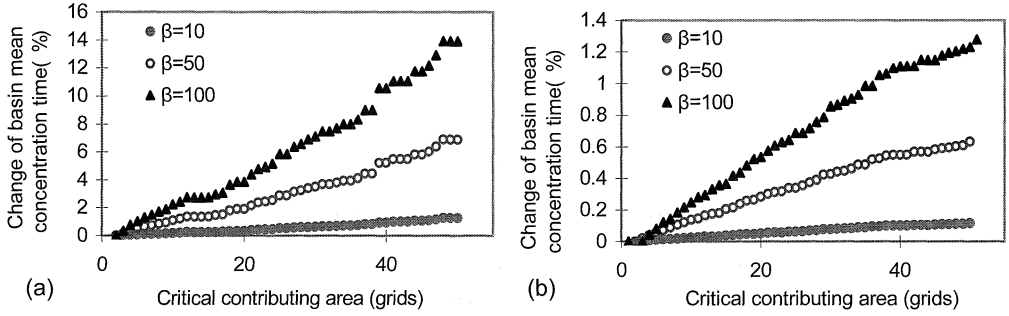 16
14
12
10
8
6
4
2
0
Change of basin mean
concentration time( %)
β=10
β=50
β=100
0
20
40
Critical contributing area (grids)
(a)
1.4
1.2
1
0.8
0.6
0.4
0.2
0
Change of basin mean
concentration time( %)
β=10
β=50
β=100
0
20
40
Critical contributing area (grids)
(b)